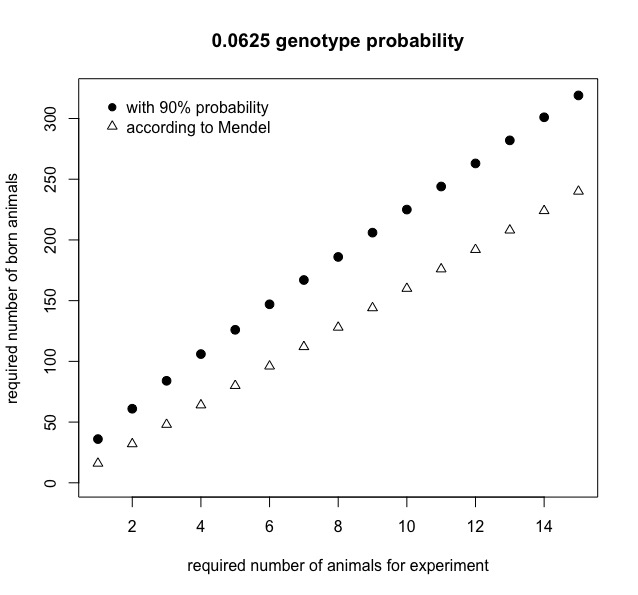 0.0625 genotype probability
with 90% probability
according to Mendel
required number of born animals
300
250
200
150
100
50
0
2 4 6 8 10 12 14
required number of animals for experiment